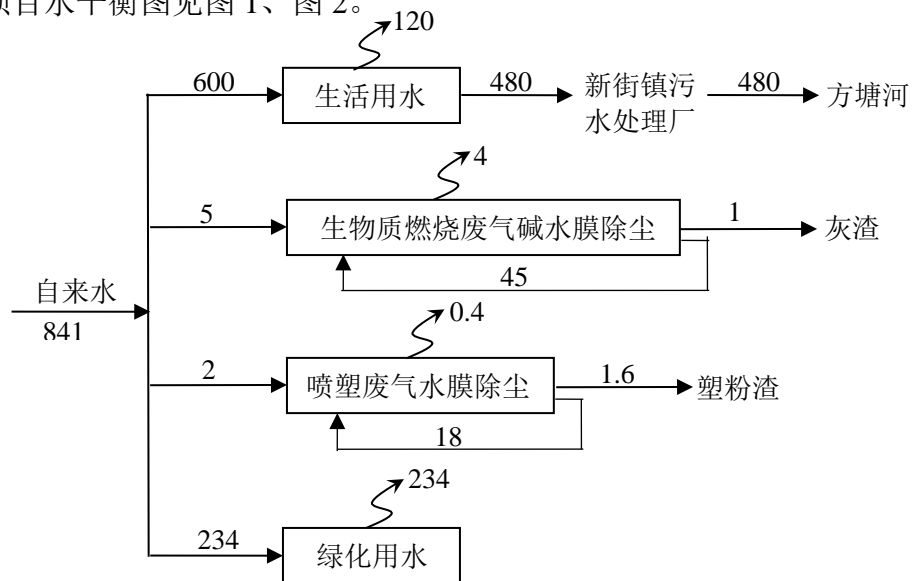 项目水平衡图见图 1、图 2。
120
600
生活用水
480
新街镇污
水处理厂
480
方塘河
4
5
生物质燃烧废气碱水膜除尘
1
灰渣
45
自来水
841
0.4
2
喷塑废气水膜除尘
1.6
塑粉渣
18
234
234
绿化用水